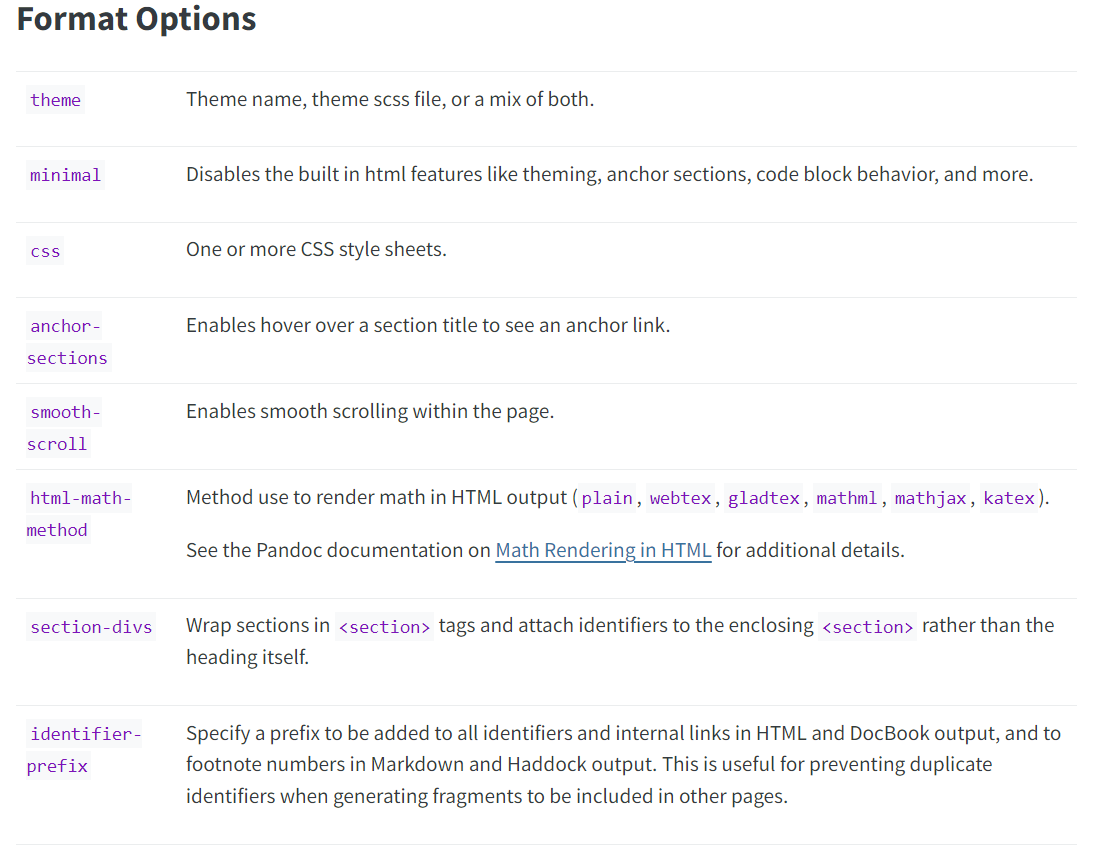 Format Options
theme
Theme name, theme scss file, or a mix of both.
minimal
Disables the built in html features like theming, anchor sections, code block behavior, and more.
css
One or more CSS style sheets.
anchor-
sections
Enables hover over a section title to see an anchor link.
smooth-
scroll
Enables smooth scrolling within the page.
html-math-
method
Method use to render math in HTML output (plain, webtex, gladtex, mathml, mathjax, katex).
See the Pandoc documentation on Math Rendering in HTML for additional details.
section-divs
Wrap sections in <section> tags and attach identifiers to the enclosing <section> rather than the
heading itself.
identifier-
prefix
Specify a prefix to be added to all identifiers and internal links in HTML and DocBook output, and to
footnote numbers in Markdown and Haddock output. This is useful for preventing duplicate
identifiers when generating fragments to be included in other pages.